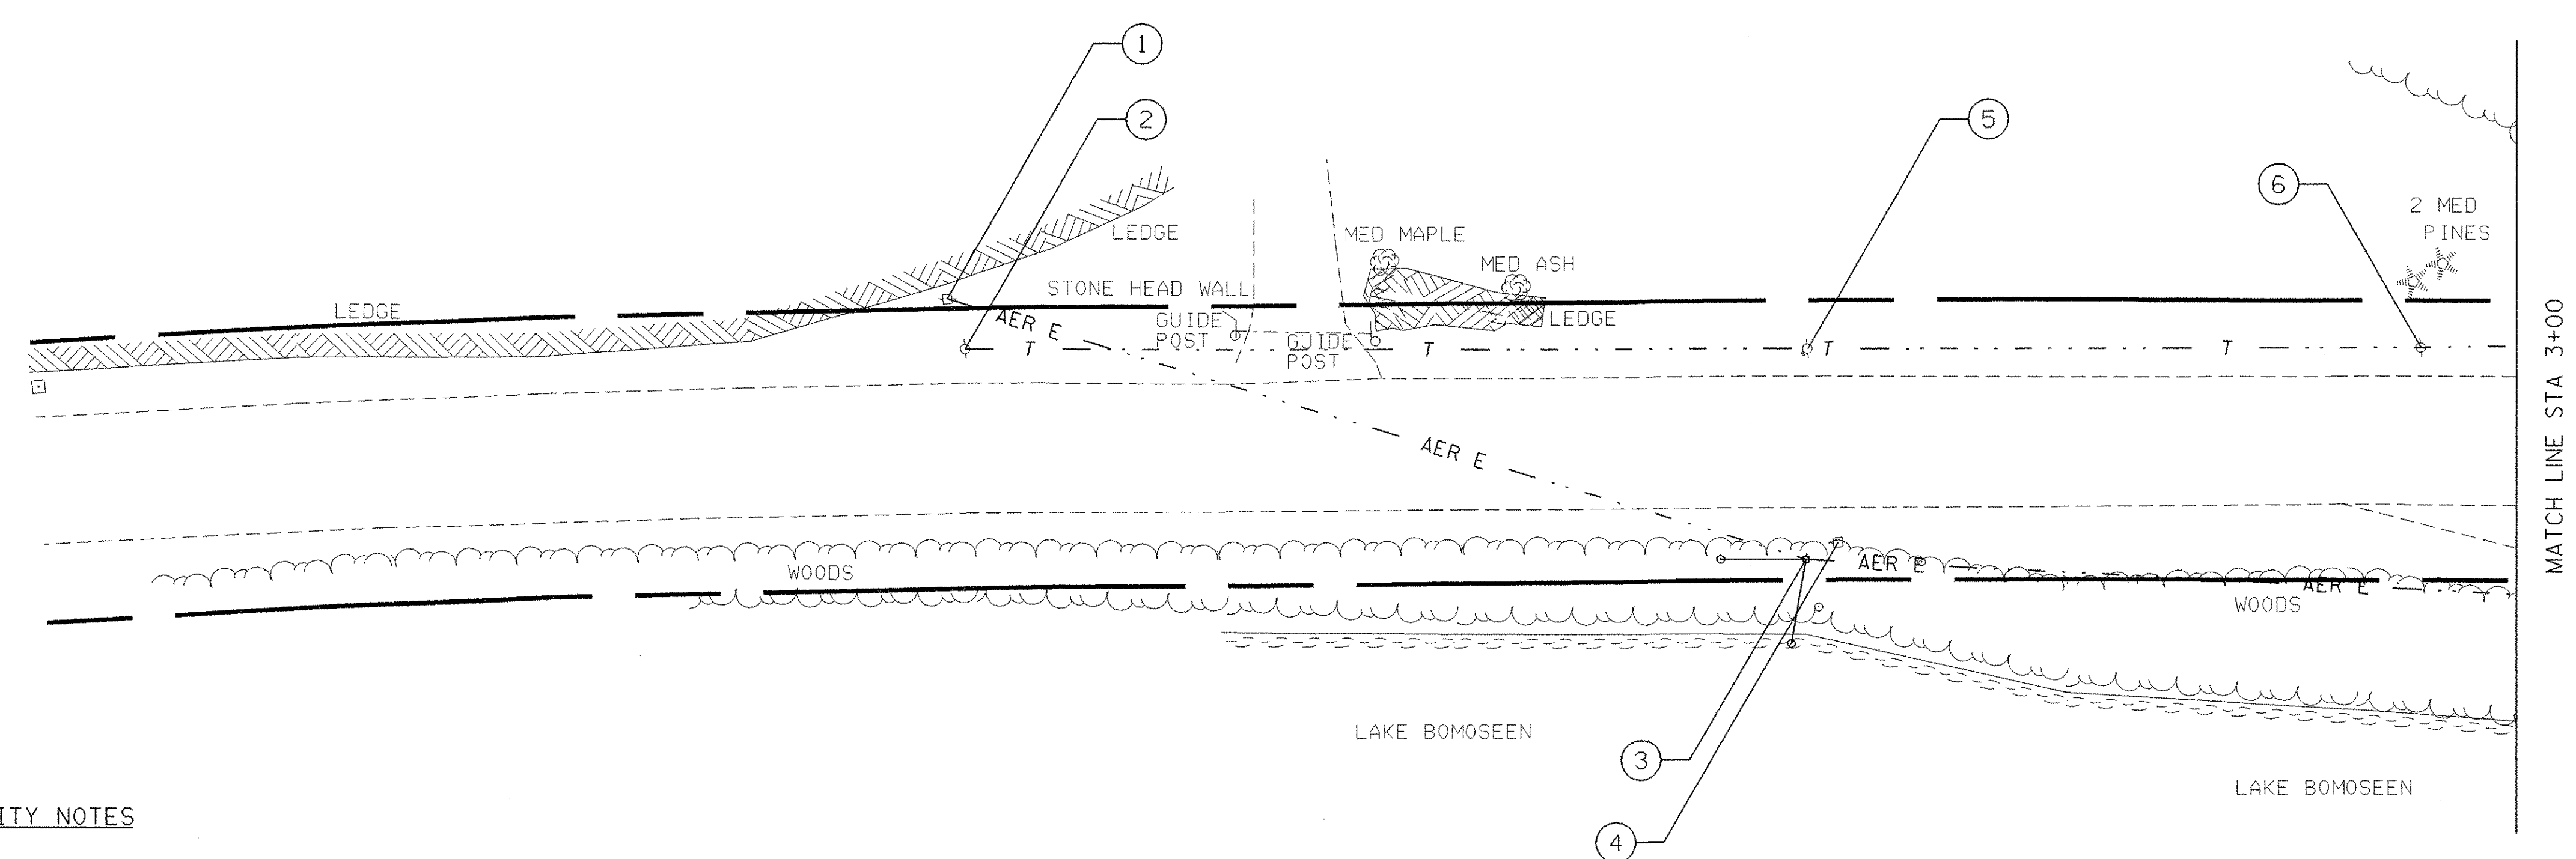 1
2
5
6
2 MED
PINES
LEDGE
MED MAPLE
MED ASH
STONE HEAD WALL
LEDGE
AER E
GUIDE
POST
LEDGE
GUIDE
POST
T
T
T
T
MATCH LINE STA 3+00
AER E
WOODS
AER E
AER E
WOODS
LAKE BOMOSEEN
3
LAKE BOMOSEEN
ITY NOTES
4